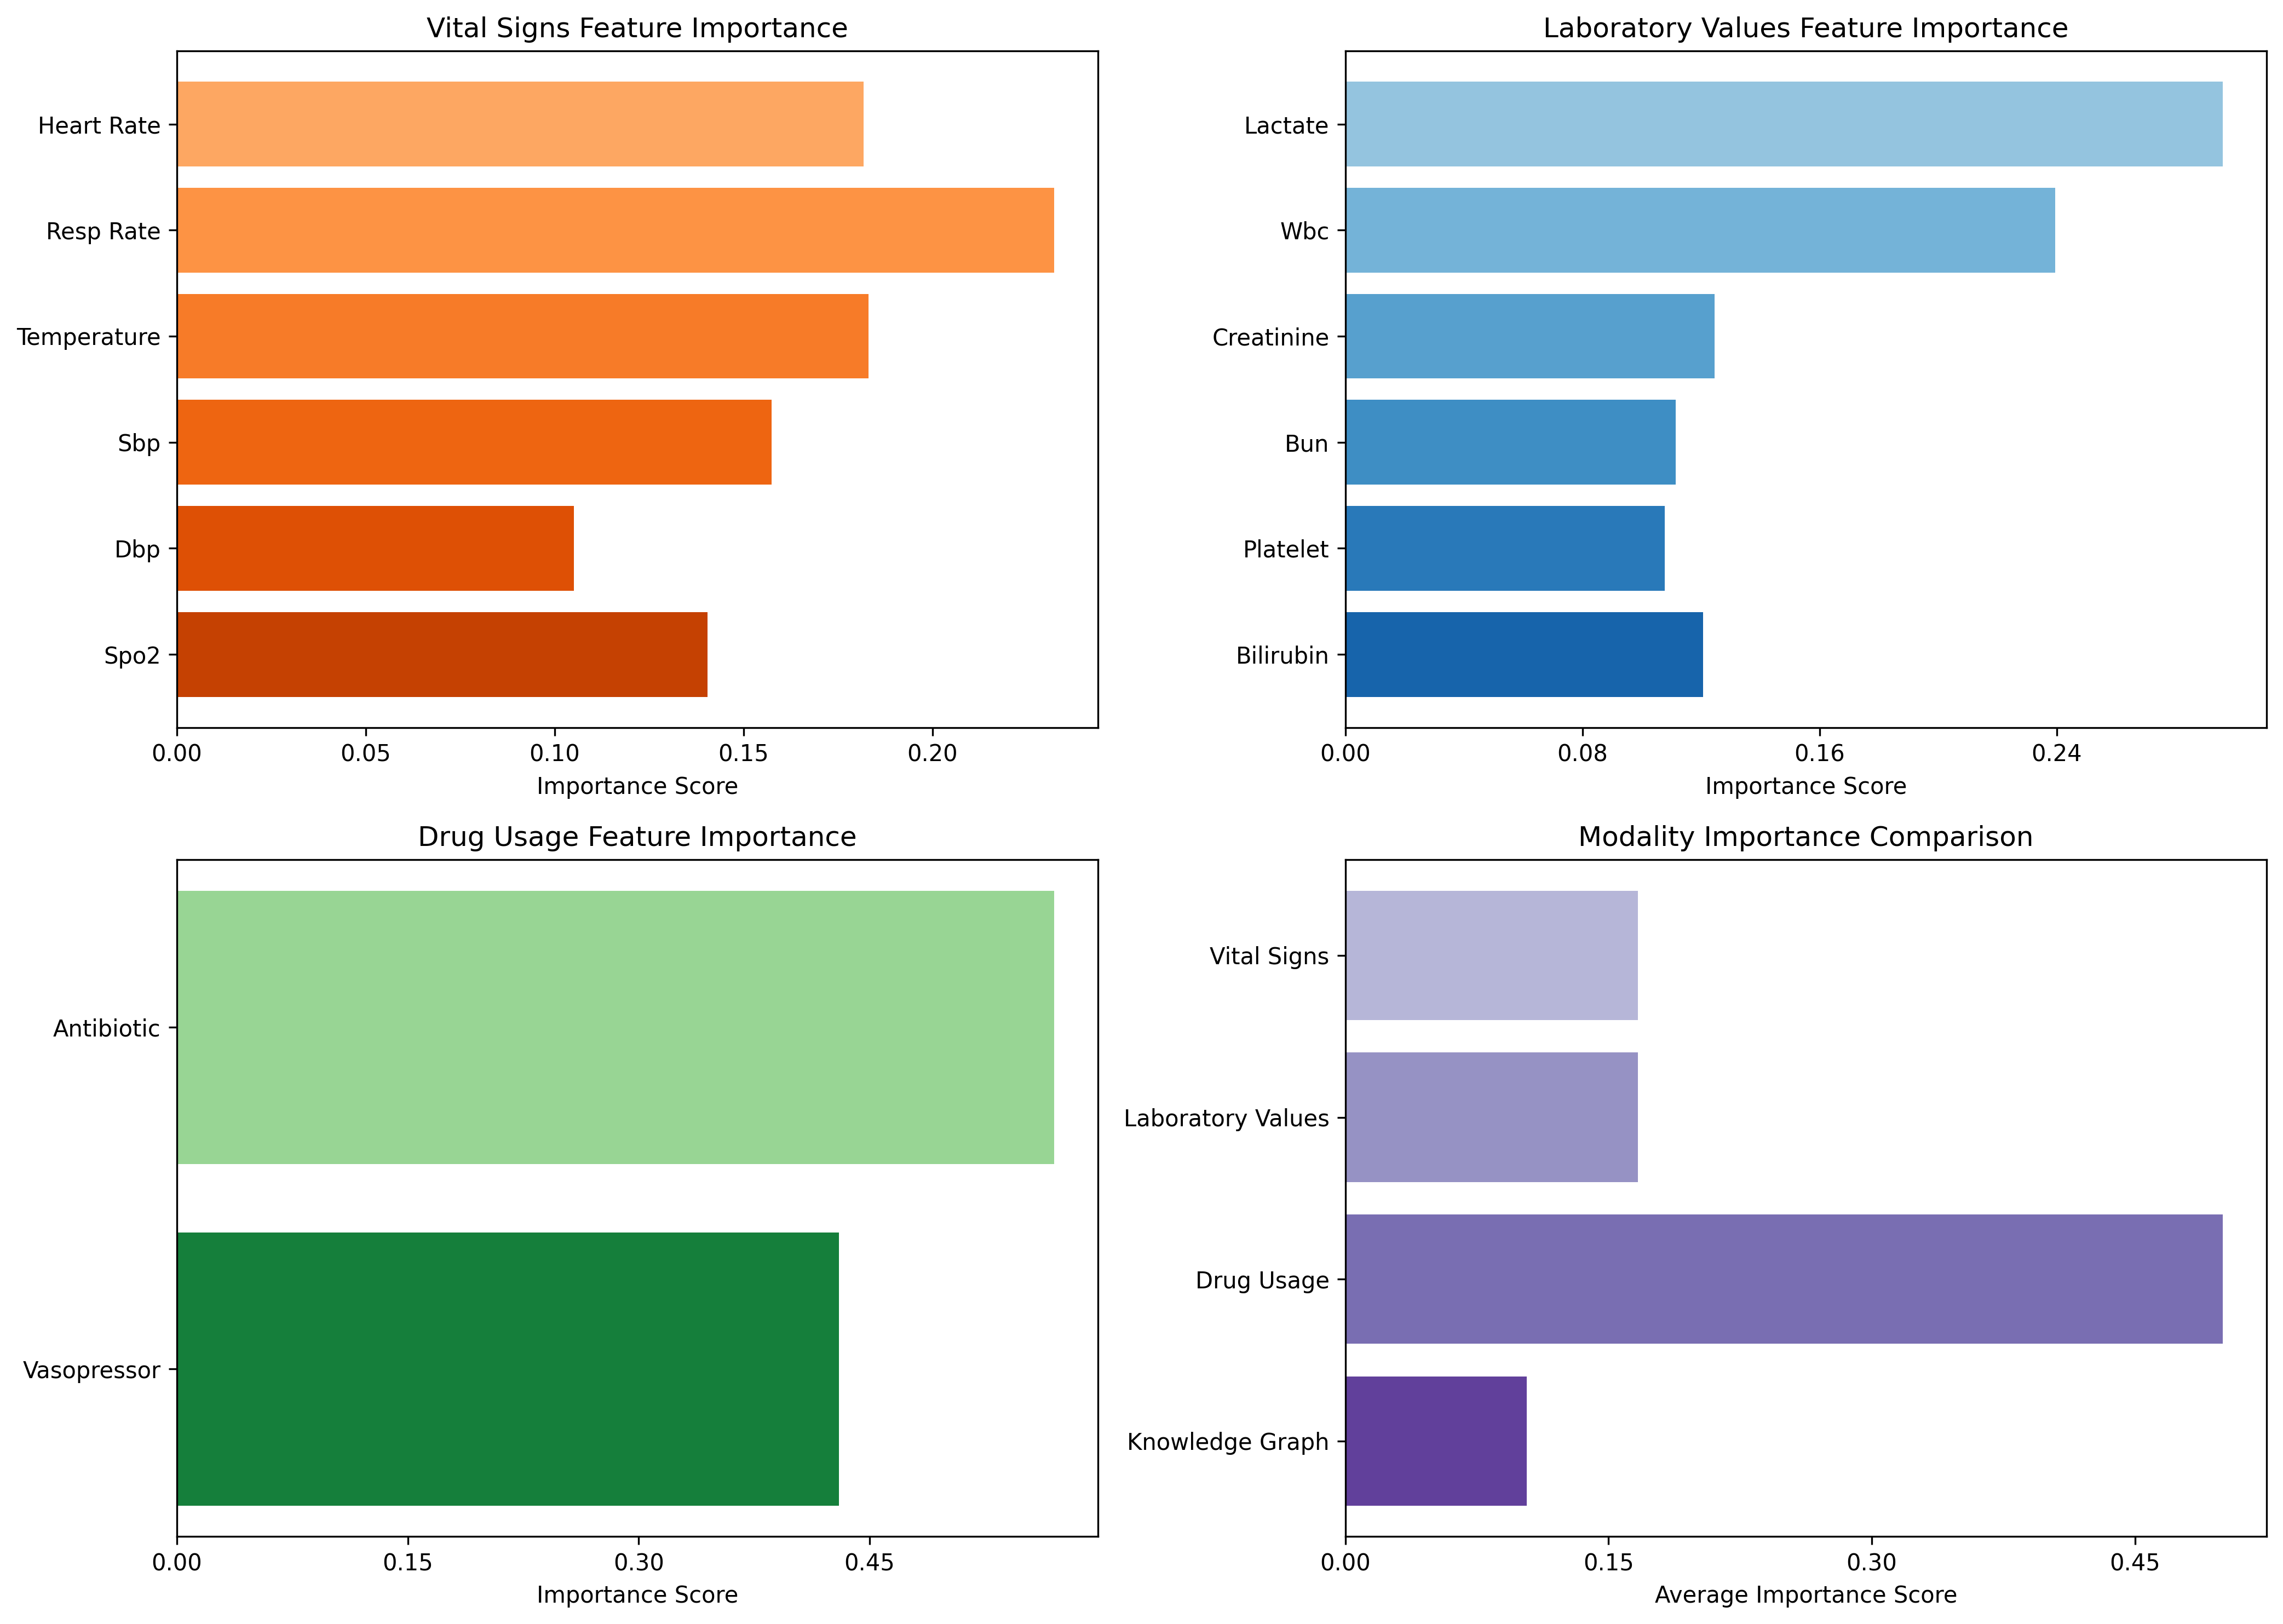 Vital Signs Feature Importance
Heart Rate
Resp Rate
Temperature
Sbp
Dbp
Spo2
0.00 0.05 0.10 0.15 0.20
Importance Score
Laboratory Values Feature Importance
Lactate
Wbc
Creatinine
Bun
Platelet
Bilirubin
0.00 0.08 0.16 0.24
Importance Score
Drug Usage Feature Importance
Antibiotic
Vasopressor
0.00 0.15 0.30 0.45
Importance Score
Modality Importance Comparison
Vital Signs
Laboratory Values
Drug Usage
Knowledge Graph
0.00 0.15 0.30 0.45
Average Importance Score